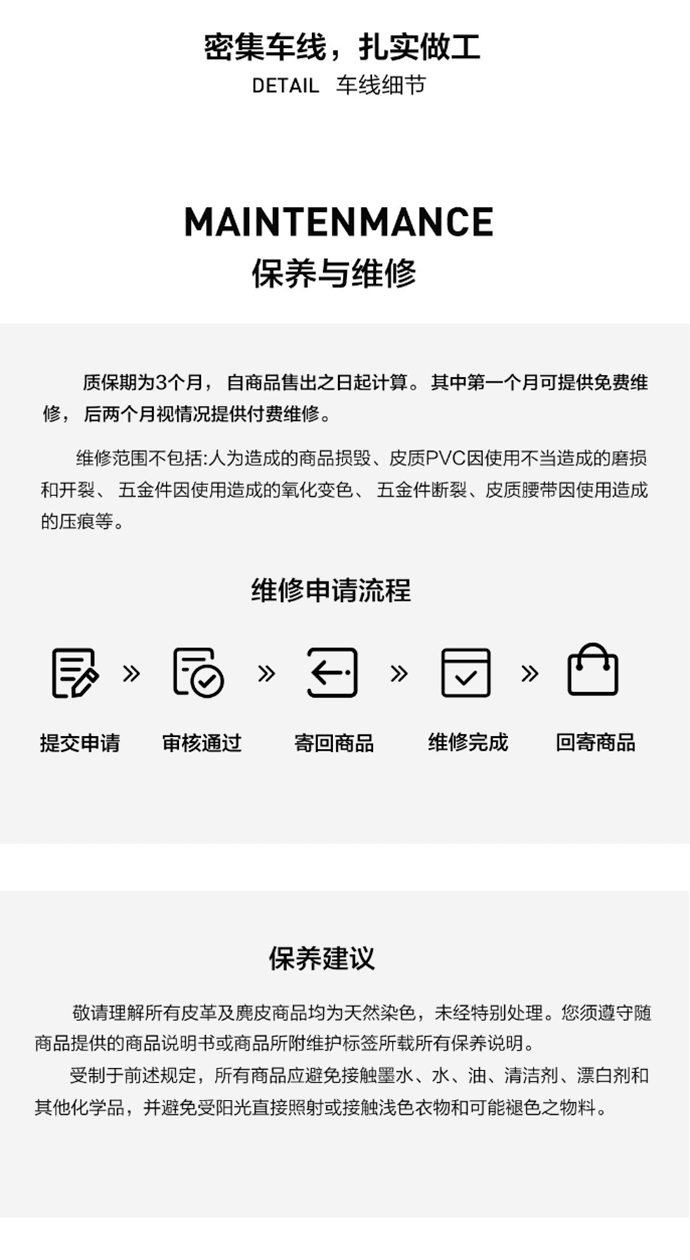 密集车线，扎实做工
DETAIL 车线细节
MAINTENMANCE
保养与维修
质保期为3个月， 自商品售出之日起计算。 其中第一个月可提供免费维
修， 后两个月视情况提供付费维修。
维修范围不包括:人为造成的商品损毁、皮质PVC因使用不当造成的磨损
和开裂、 五金件因使用造成的氧化变色、 五金件断裂、皮质腰带因使用造成
的压痕等。
维修申请流程
提交申请 » 审核通过 » 寄回商品 » 维修完成 » 回寄商品
保养建议
敬请理解所有皮革及麂皮商品均为天然染色，未经特别处理。您须遵守随
商品提供的商品说明书或商品所附维护标签所载所有保养说明。
受制于前述规定，所有商品应避免接触墨水、水、油、清洁剂、漂白剂和
其他化学品，并避免受阳光直接照射或接触浅色衣物和可能褪色之物料。